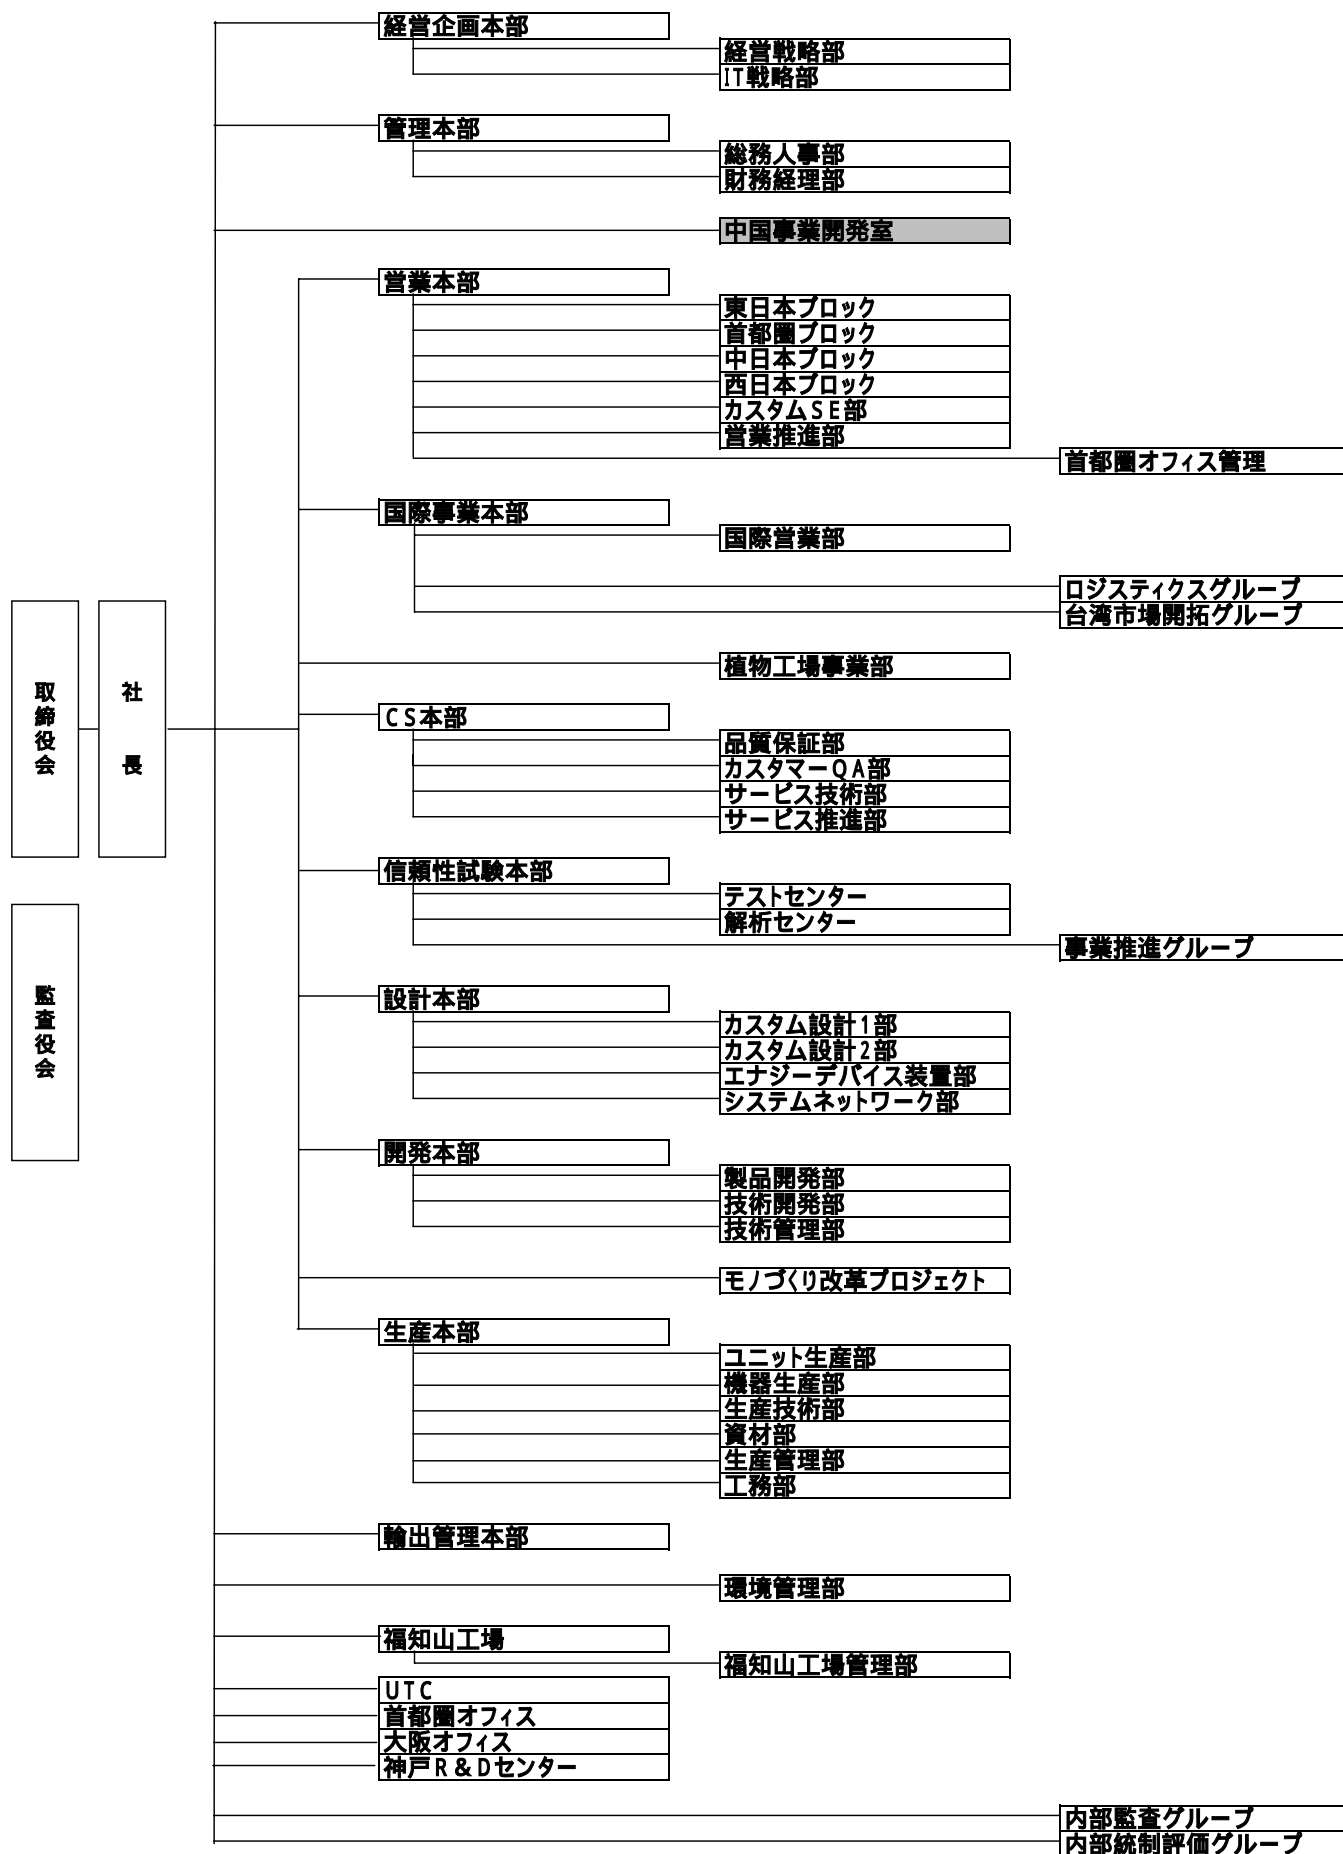 経営企画本部
経営戦略部
IT戦略部
管理本部
総務人事部
財務経理部
中国事業開発室
営業本部
東日本ブロック
首都圏ブロック
中日本ブロック
西日本ブロック
カスタムSE部
営業推進部
首都圏オフィス管理
国際事業本部
国際営業部
ロジスティクスグループ
台湾市場開拓グループ
取締役会
社長
植物工場事業部
CS本部
品質保証部
カスタマーQA部
サービス技術部
サービス推進部
信頼性試験本部
テストセンター
解析センター
事業推進グループ
監査役会
設計本部
カスタム設計1部
カスタム設計2部
エナジーデバイス装置部
システムネットワーク部
開発本部
製品開発部
技術開発部
技術管理部
モノづくり改革プロジェクト
生産本部
ユニット生産部
機器生産部
生産技術部
資材部
生産管理部
工務部
輸出管理本部
環境管理部
福知山工場
福知山工場管理部
UTC
首都圏オフィス
大阪オフィス
神戸R&Dセンター
内部監査グループ
内部統制評価グループ